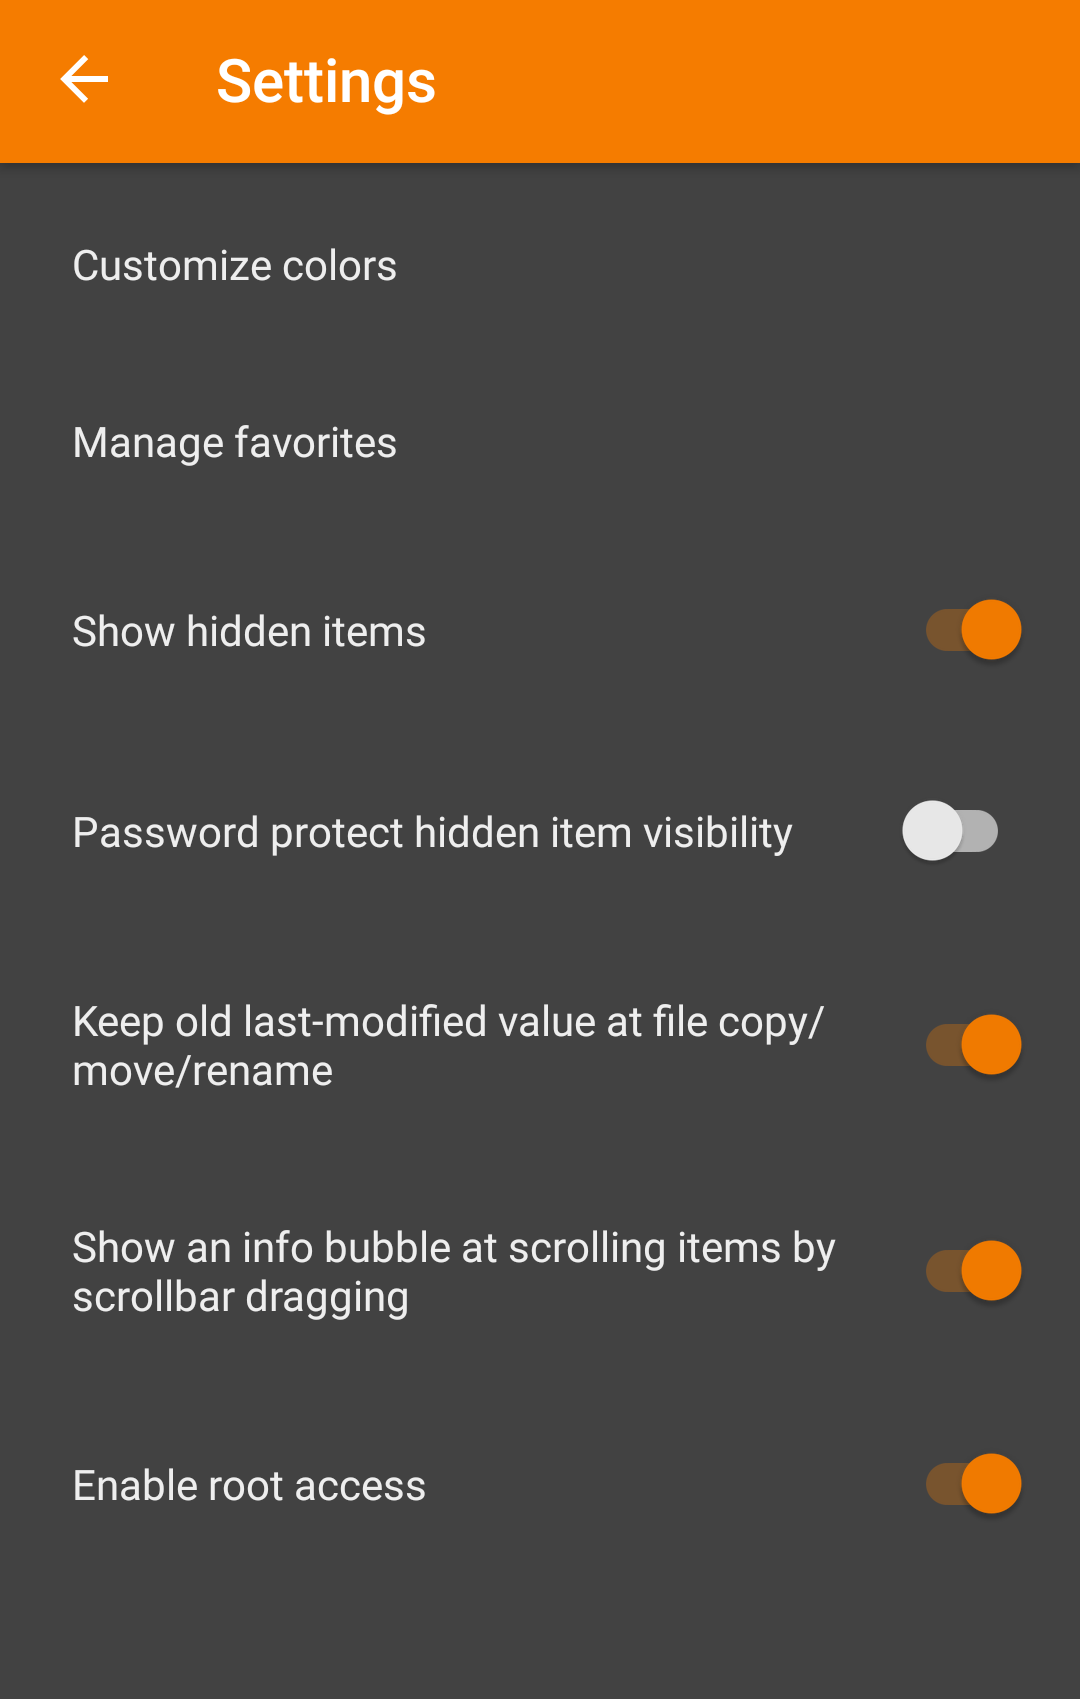 Settings
Customize colors
Manage favorites
Show hidden items
Password protect hidden item visibility
Keep old last-modified value at file copy/
move/rename
Show an info bubble at scrolling items by
scrollbar dragging
Enable root access